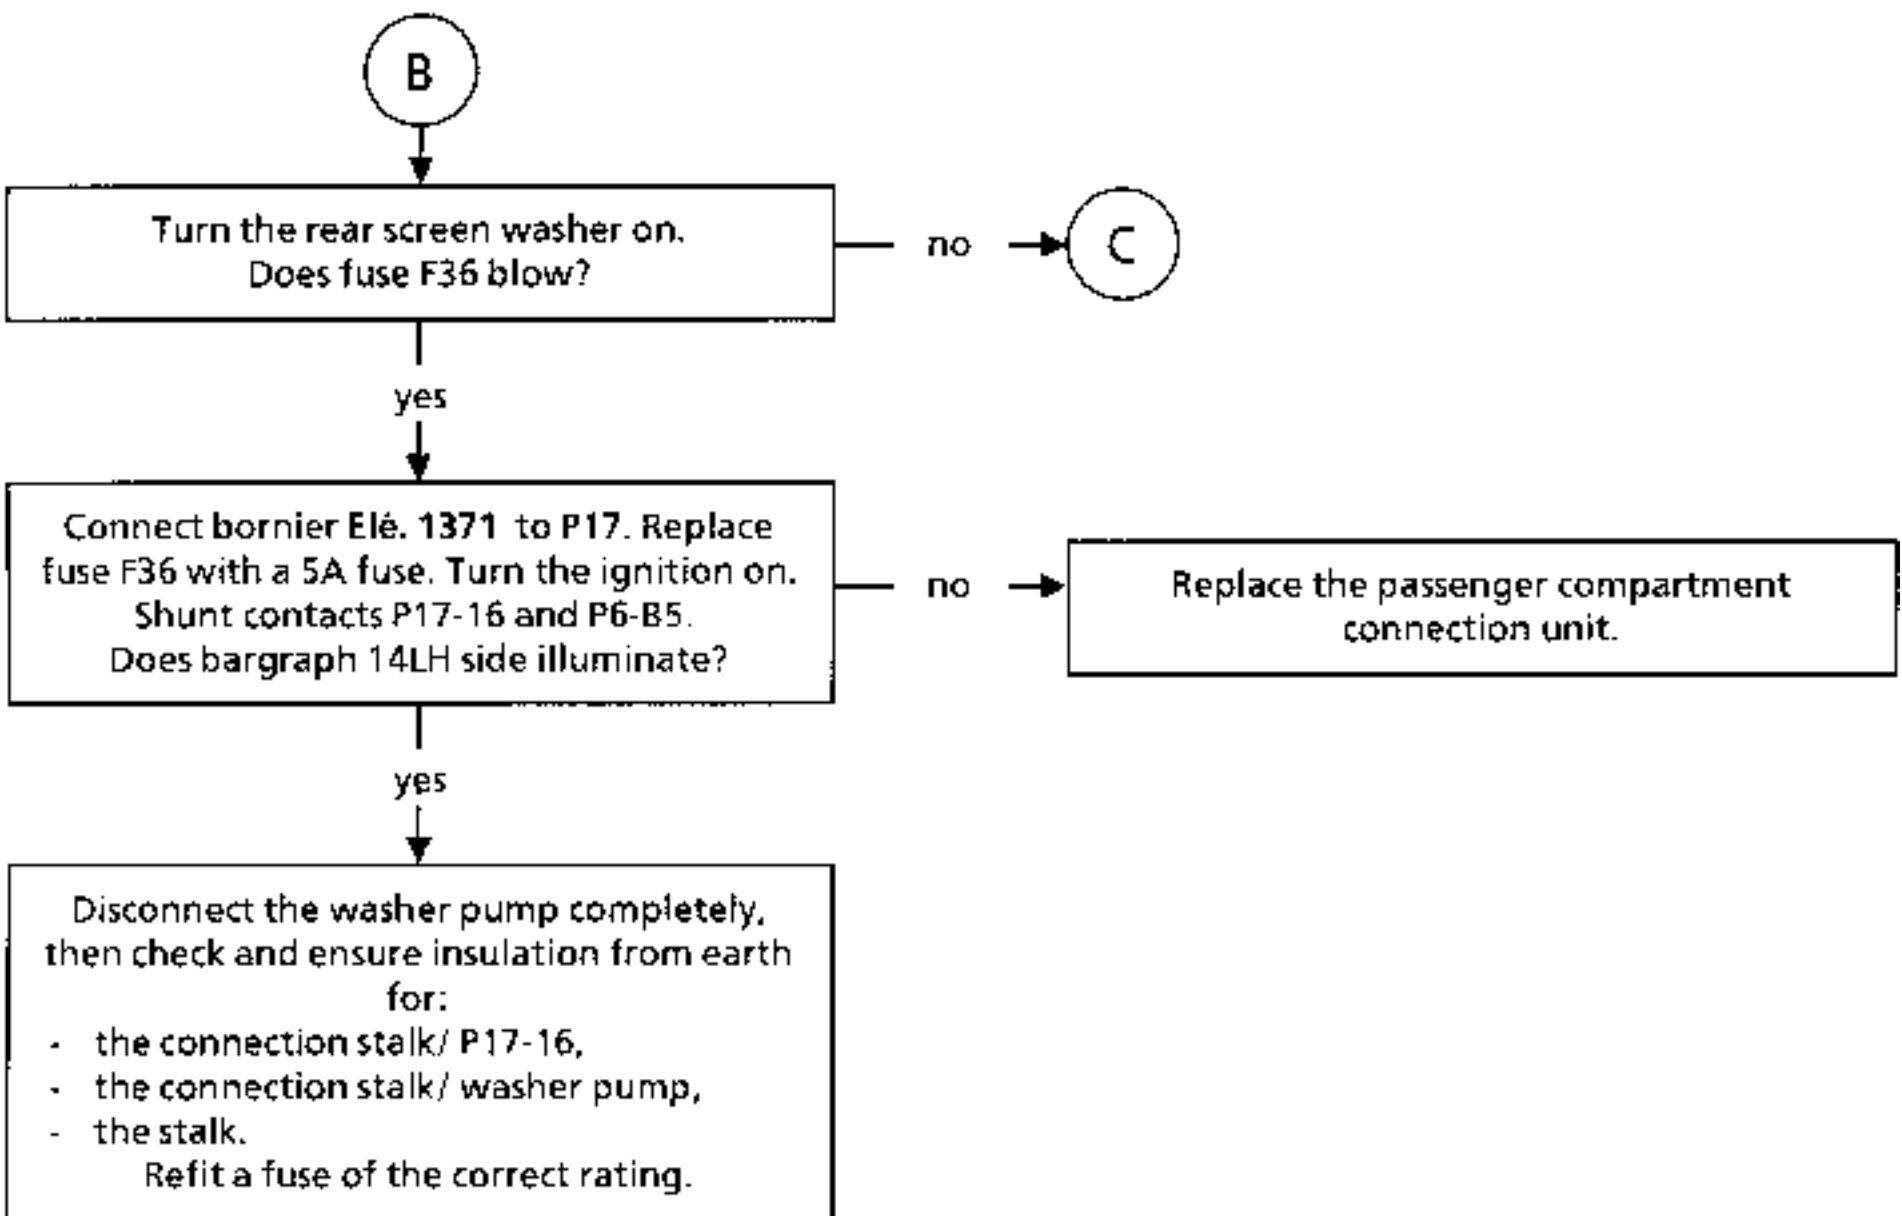 B
Turn the rear screen washer on.
Does fuse F36 blow?
no
C
yes
Connect bornier Elé. 1371 to P17. Replace
fuse F36 with a 5A fuse. Turn the ignition on.
Shunt contacts P17-16 and P6-B5.
Does bargraph 14LH side illuminate?
no
Replace the passenger compartment
connection unit.
yes
Disconnect the washer pump completely,
then check and ensure insulation from earth
for:
- the connection stalk/ P17-16,
- the connection stalk/ washer pump,
- the stalk.
Refit a fuse of the correct rating.